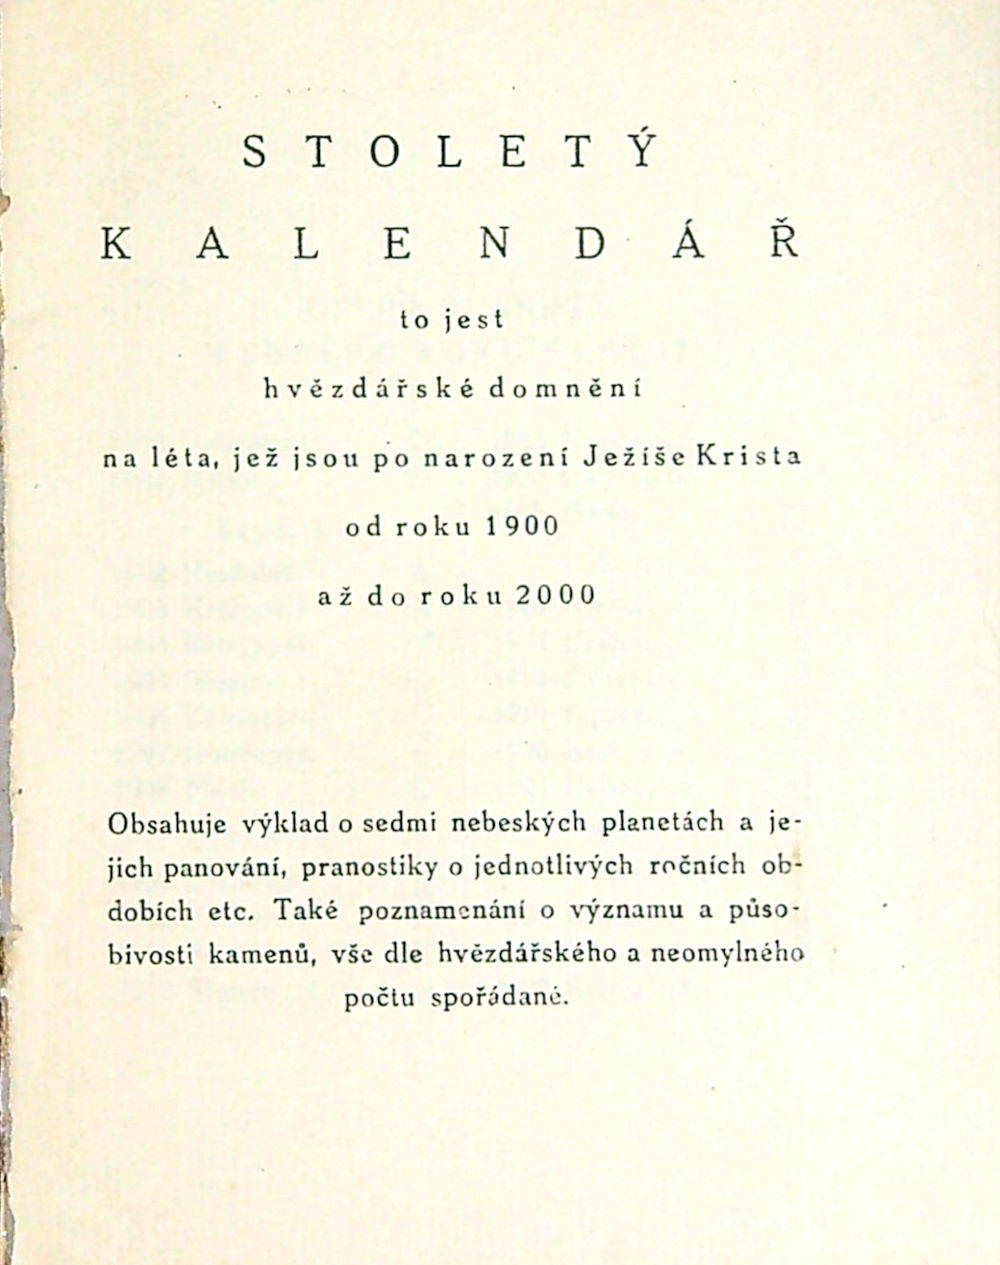 STOLETÝ
KALENDÁŘ
to jest
hvězdářské domnění
na léta, jež jsou po narození Ježíše Krista
od roku 1900
až do roku 2000
Obsahuje výklad o sedmi nebeských planetách a je-
jich panování, pranostiky o jednotlivých ročních ob-
dobích etc. Také poznamenání o významu a půso-
bivosti kamenů, vše dle hvězdářského a neomylného
počtu spořádané.